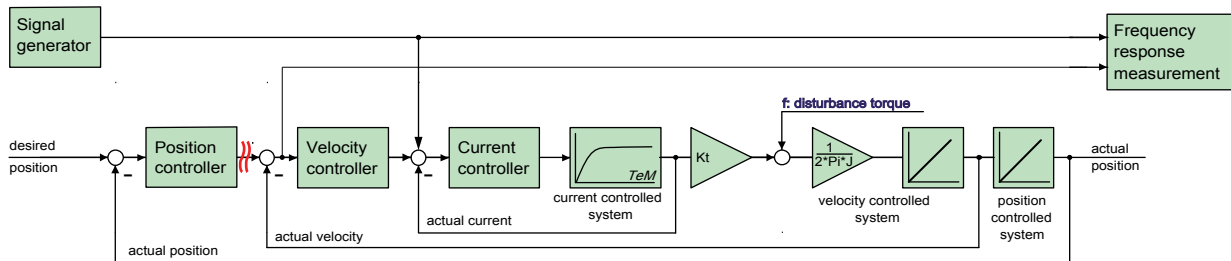 Signal
generator
Frequency
response
measurement
f: disturbance torque
desired
position
Position
controller
Velocity
controller
Current
controller
TeM
Kt
1
2*Pi*J
actual
position
current controlled
system
velocity controlled
system
position
controlled
system
actual current
actual velocity
actual position